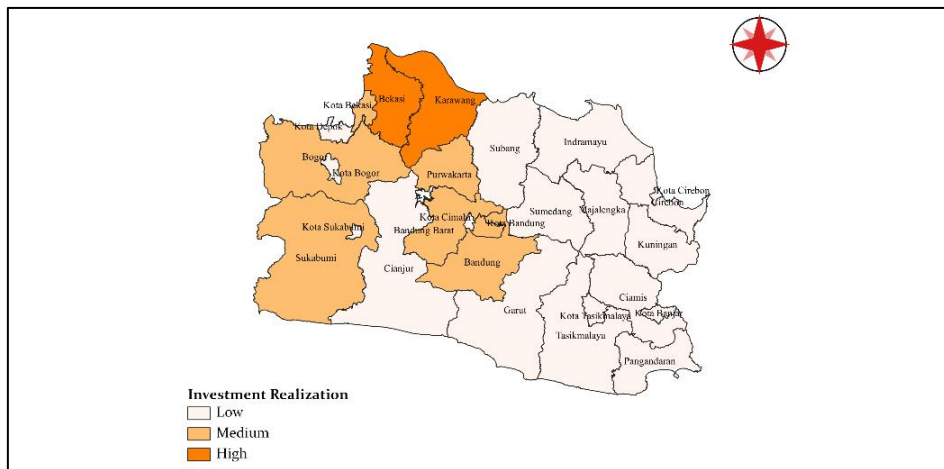 Kota Bekasi
Bekasi
Karawang
Kota Depok
Subang
Indramayu
Bogor
Kota Bogor
Purwakarta
Kota Cirebon
Cirebon
Sumedang
Majalengka
Kota Cimahi
Kota Bandung
Kota Sukabumi
Bandung Barat
Kuningan
Sukabumi
Cianjur
Bandung
Ciamis
Garut
Kota Tasikmalaya
Kota Banjar
Tasikmalaya
Pangandaran
Investment Realization
Low
Medium
High